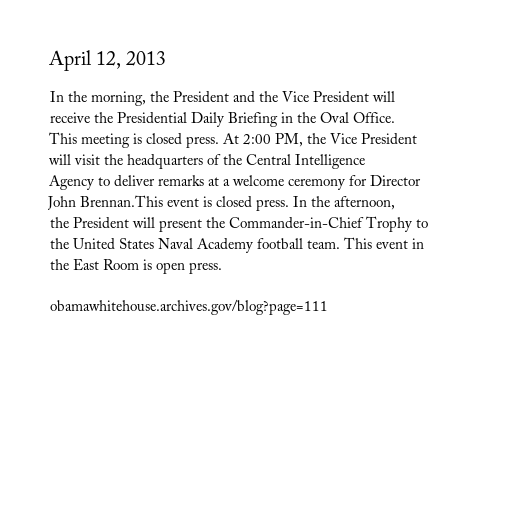 April 12, 2013
In the morning, the President and the Vice President will
receive the Presidential Daily Briefing in the Oval Office.
This meeting is closed press. At 2:00 PM, the Vice President
will visit the headquarters of the Central Intelligence
Agency to deliver remarks at a welcome ceremony for Director
John Brennan.This event is closed press. In the afternoon,
the President will present the Commander-in-Chief Trophy to
the United States Naval Academy football team. This event in
the East Room is open press.
obamawhitehouse.archives.gov/blog?page=111